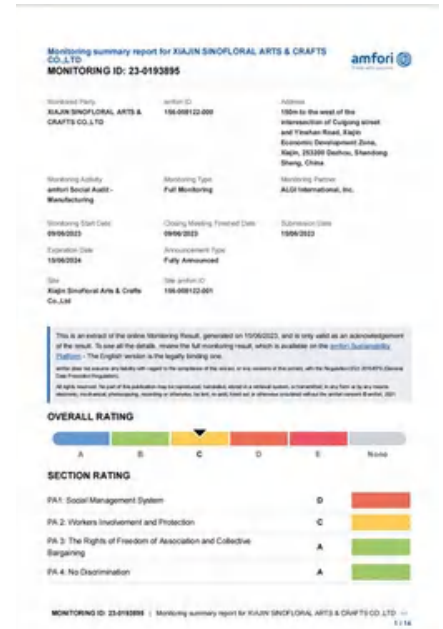 Monitoring summary report for XIAJIN SINOFLORAL ARTS & CRAFTS
CO.,LTD
MONITORING ID: 23-0193895
amfori
Monitored Party
XIAJIN SINOFLORAL ARTS &
CRAFTS CO.,LTD
amfori ID
156-008122-000
Address
100m to the west of the
intersection of Cuigong street
and Yinshan Road, Xiajin
Economic Development Zone,
Xiajin, 253200 Dezhou, Shandong
Sheng, China
Monitoring Activity
amfori Social Audit -
Manufacturing
Monitoring Type
Full Monitoring
Monitoring Partner
ALGI International, Inc.
Monitoring Start Date
09/06/2023
Closing Meeting Finished Date
09/06/2023
Submission Date
10/06/2023
Expiration Date
10/06/2024
Announcement Type
Fully Announced
Site
Xiajin Sinofloral Arts & Crafts
Co.,Ltd
Site amfori ID
156-008122-001
This is an extract of the online Monitoring Result, generated on 10/06/2023, and is only valid as an acknowledgement
of the result. To see all the details, review the full monitoring result, which is available on the amfori Sustainability
Platform - The English version is the legally binding one.
OVERALL RATING
A B C D E None
SECTION RATING
PA1: Social Management System D
PA 2: Workers Involvement and Protection C
PA 3: The Rights of Freedom of Association and Collective
Bargaining A
PA 4: No Discrimination A
MONITORING ID: 23-0193895 | Monitoring summary report for XIAJIN SINOFLORAL ARTS & CRAFTS CO.,LTD
1 / 14